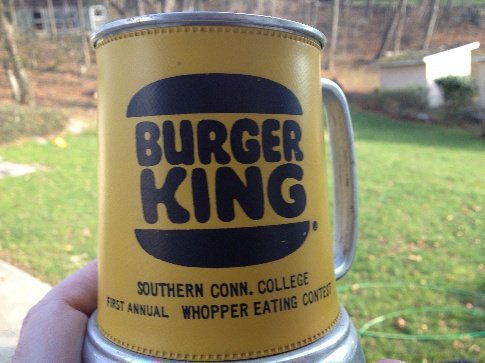 BURGER
KING®
SOUTHERN CONN. COLLEGE
FIRST ANNUAL WHOPPER EATING CONTEST